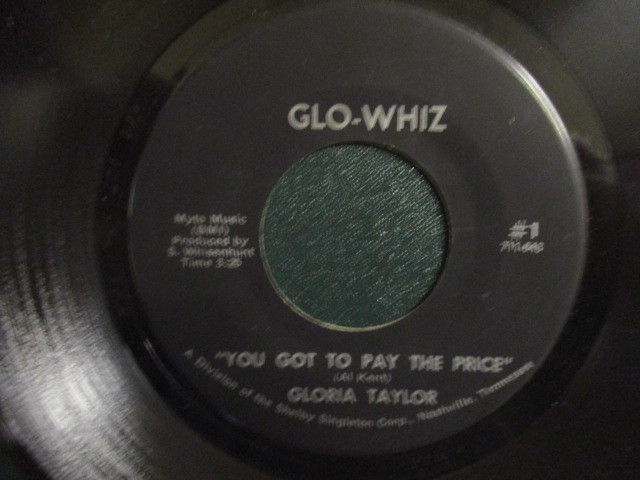 GLO-WHIZ
Myto Music
(BMI)
Produced by
S. Whisenhunt
#1
"YOU GOT TO PAY THE PRICE"
(Al Kent)
GLORIA TAYLOR
A Division of the Shelby Singleton Corp., Nashville, Tennessee